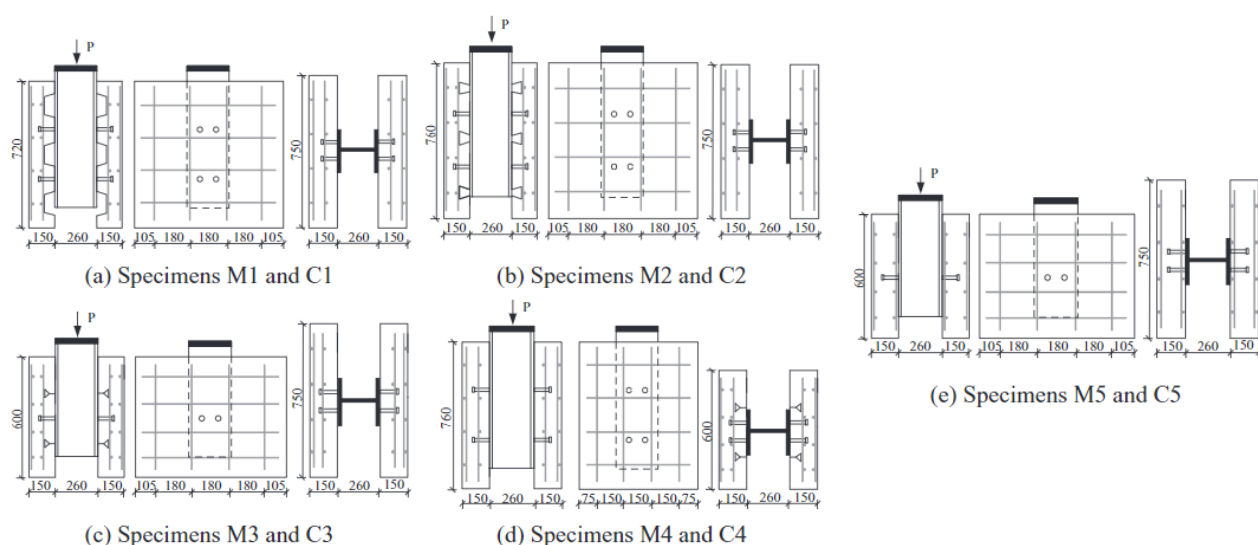 P
720
150 260 150
105 180 180 180 105
750
150 260 150
(a) Specimens M1 and C1
P
760
150 260 150
105 180 180 180 105
750
150 260 150
(b) Specimens M2 and C2
P
600
150 260 150
105 180 180 180 105
750
150 260 150
(c) Specimens M3 and C3
P
760
150 260 150
75 150 150 150 75
600
150 260 150
(d) Specimens M4 and C4
P
600
150 260 150
105 180 180 180 105
750
150 260 150
(e) Specimens M5 and C5